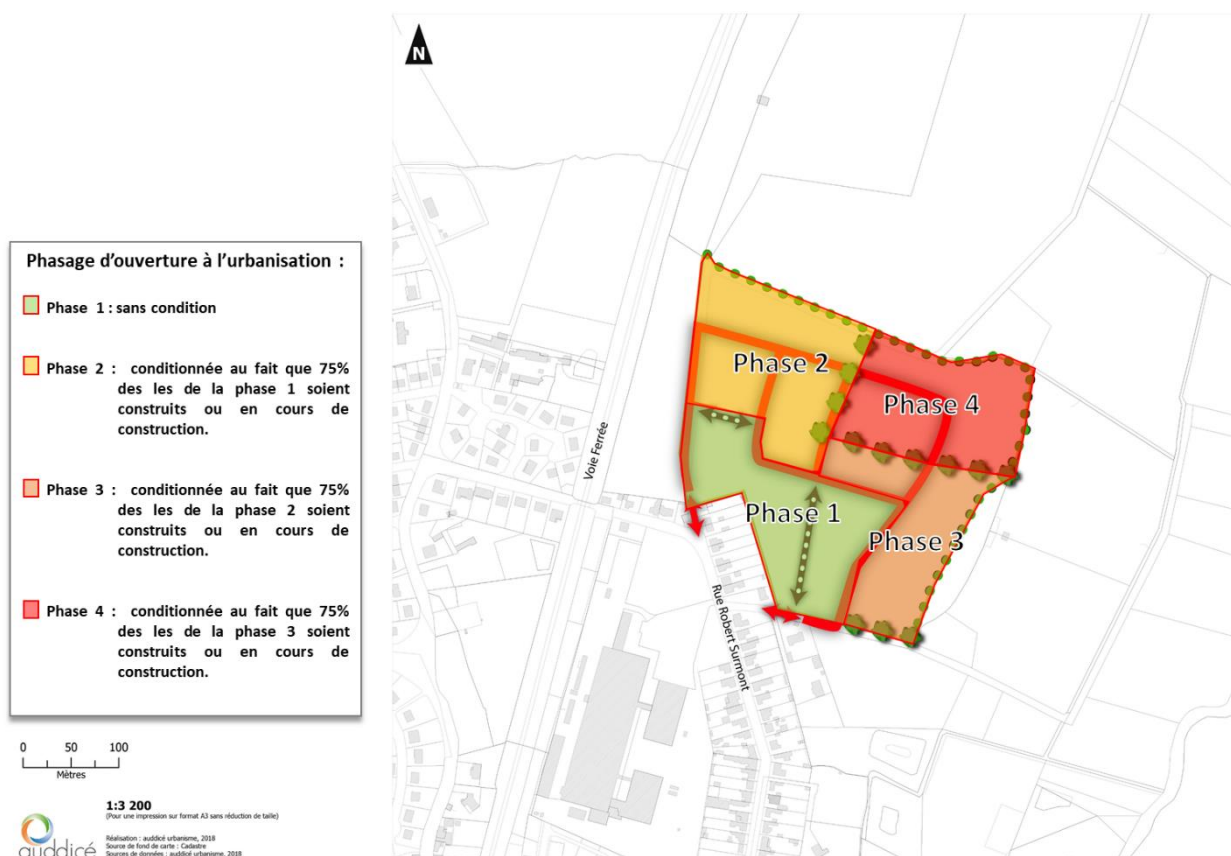 N
Phasage d'ouverture à l'urbanisation :
Phase 1 : sans condition
Phase 2 : conditionnée au fait que 75%
des les de la phase 1 soient
construits ou en cours de
construction.
Phase 3 : conditionnée au fait que 75%
des les de la phase 2 soient
construits ou en cours de
construction.
Phase 4 : conditionnée au fait que 75%
des les de la phase 3 soient
construits ou en cours de
construction.
0 50 100
Mètres
1:3 200
(Pour une impression sur format A3 sans réduction de taille)
Réalisation : auddicé urbanisme, 2018
Source de fond de carte : Cadastre
Sources de données : auddicé urbanisme, 2018
auddicé
Phase 2
Phase 4
Phase 1
Phase 3
Voie Ferrée
Rue Robert Surmont